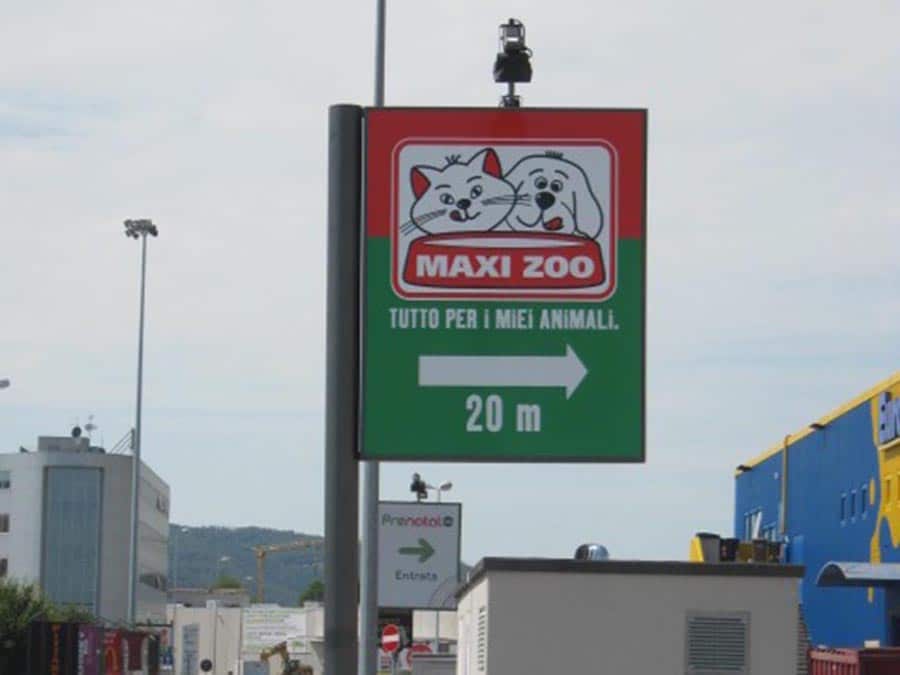 MAXI ZOO
TUTTO PER I MIEI ANIMALI.
20 m
Prenatal
Entrata